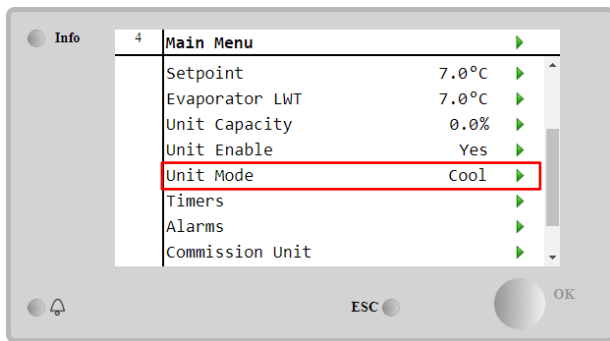 Info
4 Main Menu
Setpoint 7.0°C
Evaporator LWT 7.0°C
Unit Capacity 0.0%
Unit Enable Yes
Unit Mode Cool
Timers
Alarms
Commission Unit
ESC OK